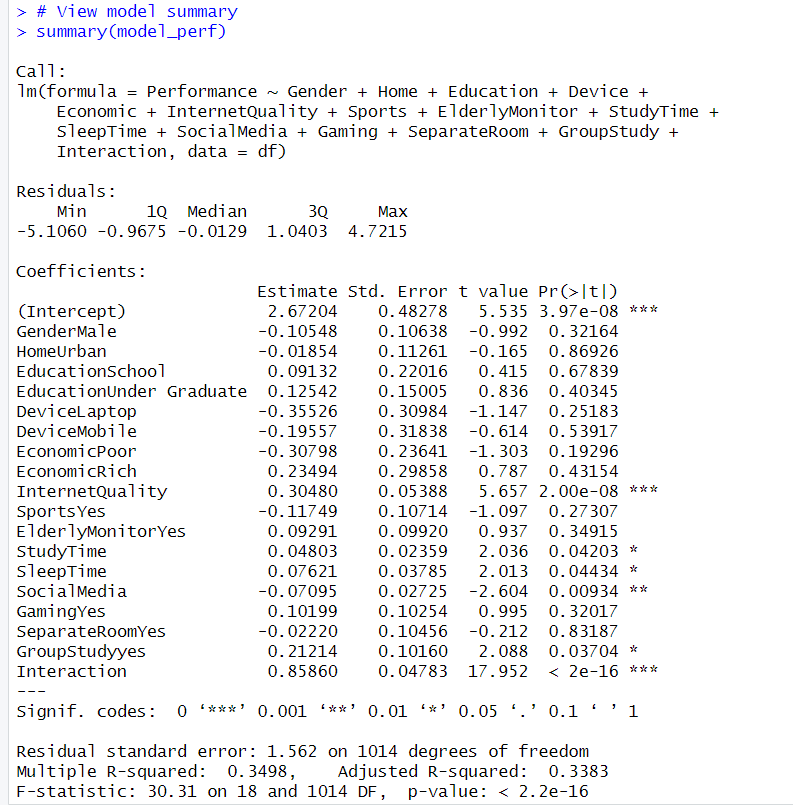 > # View model summary
> summary(model_perf)
Call:
lm(formula = Performance ~ Gender + Home + Education + Device +
    Economic + InternetQuality + Sports + ElderlyMonitor + StudyTime +
    SleepTime + SocialMedia + Gaming + SeparateRoom + GroupStudy +
    Interaction, data = df)
Residuals:
    Min      1Q  Median      3Q     Max
-5.1060 -0.9675 -0.0129  1.0403  4.7215
Coefficients:
                        Estimate Std. Error t value Pr(>|t|)
(Intercept)              2.67204    0.48278   5.535 3.97e-08 ***
GenderMale              -0.10548    0.10638  -0.992  0.32164
HomeUrban               -0.01854    0.11261  -0.165  0.86926
EducationSchool          0.09132    0.22016   0.415  0.67839
EducationUnder Graduate  0.12542    0.15005   0.836  0.40345
DeviceLaptop            -0.35526    0.30984  -1.147  0.25183
DeviceMobile            -0.19557    0.31838  -0.614  0.53917
EconomicPoor            -0.30798    0.23641  -1.303  0.19296
EconomicRich             0.23494    0.29858   0.787  0.43154
InternetQuality          0.30480    0.05388   5.657 2.00e-08 ***
SportsYes               -0.11749    0.10714  -1.097  0.27307
ElderlyMonitorYes        0.09291    0.09920   0.937  0.34915
StudyTime                0.04803    0.02359   2.036  0.04203 *
SleepTime                0.07621    0.03785   2.013  0.04434 *
SocialMedia             -0.07095    0.02725  -2.604  0.00934 **
GamingYes                0.10199    0.10254   0.995  0.32017
SeparateRoomYes         -0.02220    0.10456  -0.212  0.83187
GroupStudyyes            0.21214    0.10160   2.088  0.03704 *
Interaction              0.85860    0.04783  17.952  < 2e-16 ***
---
Signif. codes:  0 ‘***’ 0.001 ‘**’ 0.01 ‘*’ 0.05 ‘.’ 0.1 ‘ ’ 1
Residual standard error: 1.562 on 1014 degrees of freedom
Multiple R-squared:  0.3498,    Adjusted R-squared:  0.3383
F-statistic: 30.31 on 18 and 1014 DF,  p-value: < 2.2e-16